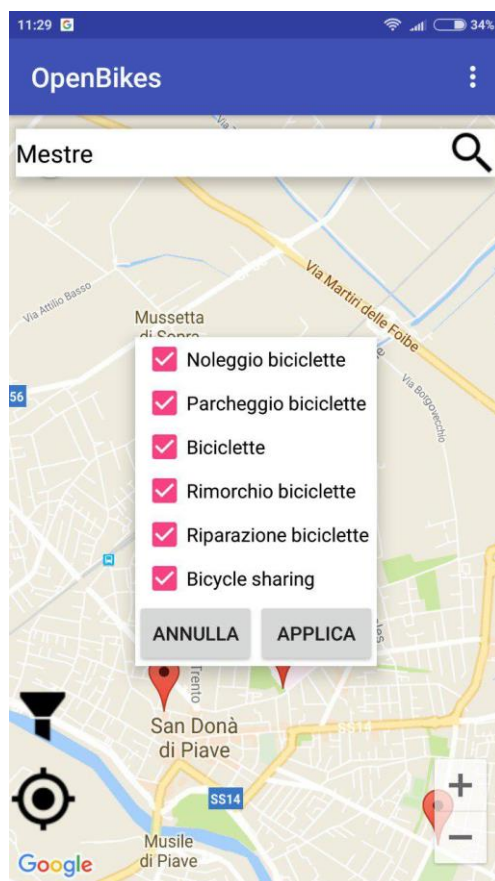 11:29
34%
OpenBikes
Mestre
Via Attilio Basso
Via Martiri delle Foibe
Mussetta
di Sopra
Via Borgovecchio
56
Noleggio biciclette
Parcheggio biciclette
Biciclette
Rimorchio biciclette
Riparazione biciclette
Bicycle sharing
ANNULLA
APPLICA
Trento
San Donà
di Piave
SS14
SS14
Musile
di Piave
+
−
Google